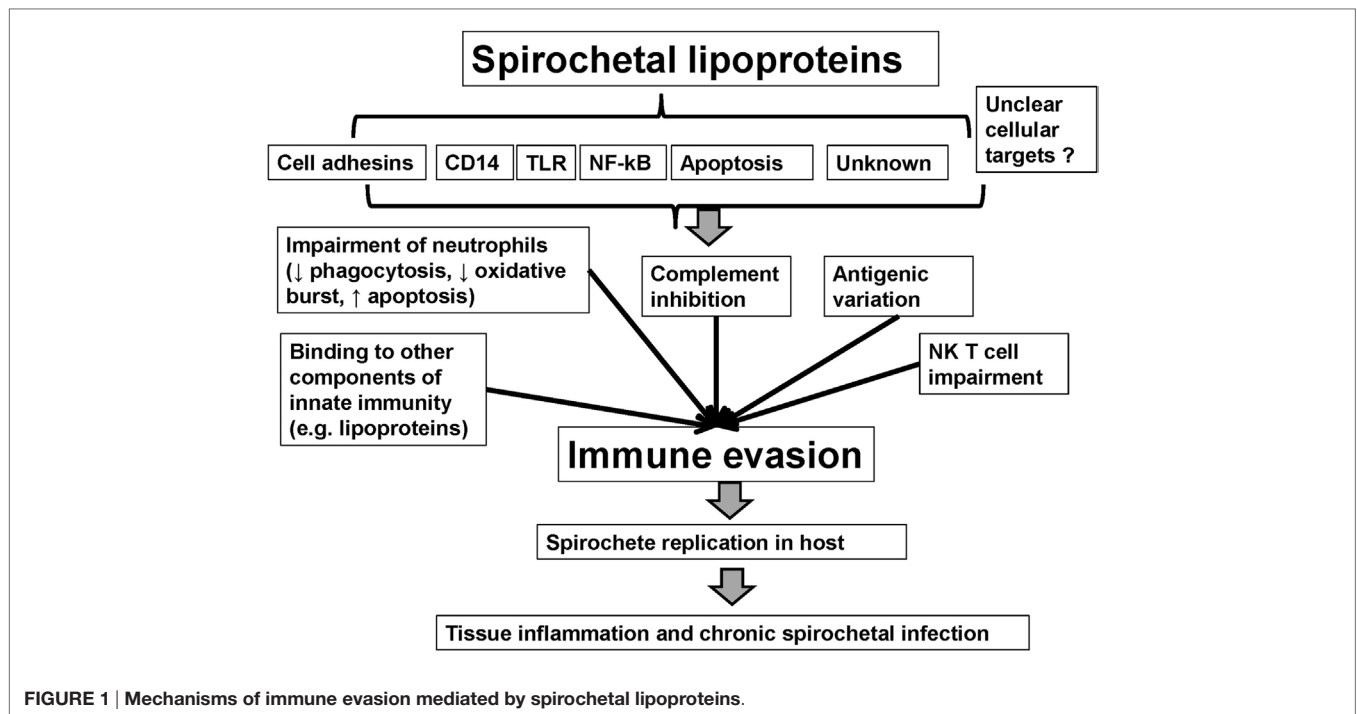 Spirochetal lipoproteins
Unclear
cellular
targets ?
Cell adhesins
CD14
TLR
NF-kB
Apoptosis
Unknown
Impairment of neutrophils
(↓ phagocytosis, ↓ oxidative
burst, ↑ apoptosis)
Complement
inhibition
Antigenic
variation
Binding to other
components of
innate immunity
(e.g. lipoproteins)
NK T cell
impairment
Immune evasion
Spirochete replication in host
Tissue inflammation and chronic spirochetal infection
FIGURE 1 | Mechanisms of immune evasion mediated by spirochetal lipoproteins.